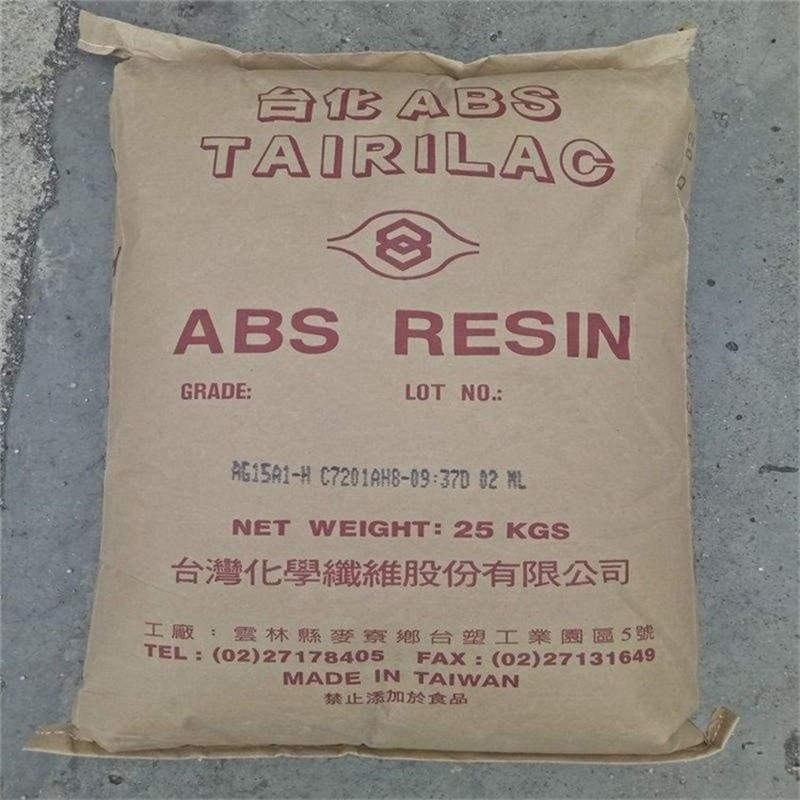 台化 ABS
TAIRILAC
ABS RESIN
GRADE: LOT NO.:
AG15A1-H C7201AH8-09:37D 02 ML
NET WEIGHT: 25 KGS
台灣化學纖維股份有限公司
工廠：雲林縣麥寮鄉台塑工業園區5號
TEL : (02)27178405 FAX : (02)27131649
MADE IN TAIWAN
禁止添加於食品